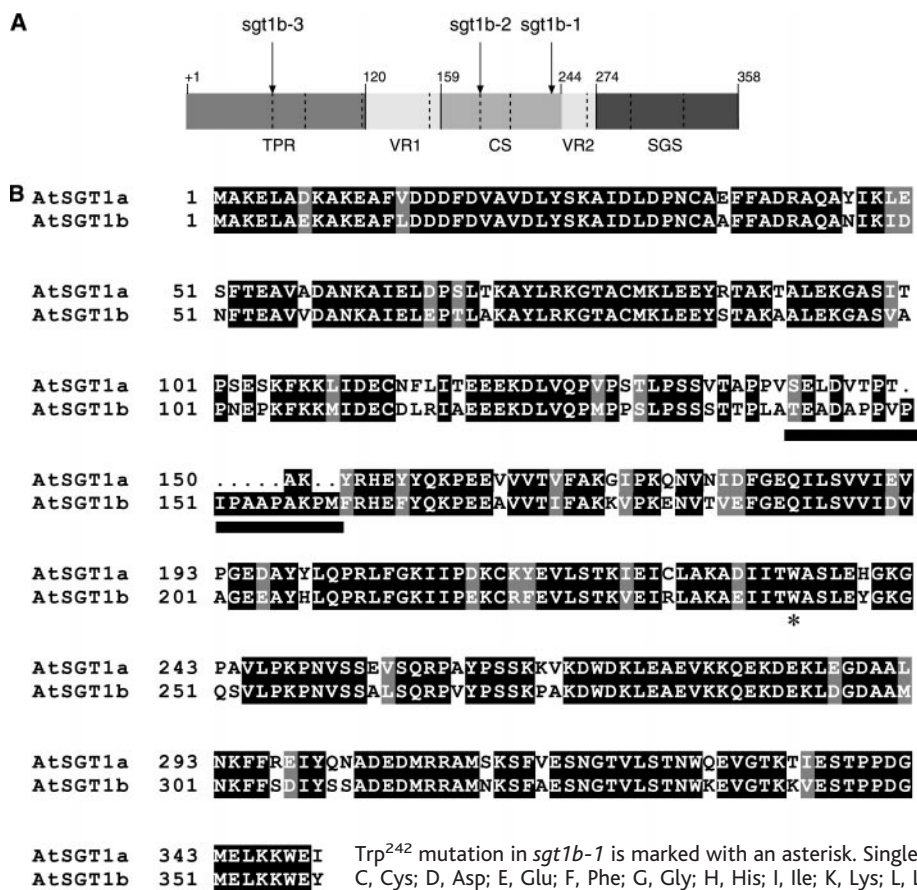 A
sgt1b-3 sgt1b-2 sgt1b-1
+1 120 159 244 274 358
TPR VR1 CS VR2 SGS
B AtSGT1a 1 MAKELADKAKEAFVDDDFDVAVDLYSKAIDLDPNCAEFFADRAQAYIKLE
AtSGT1b 1 MAKELAEKAKEAFLDDDFDVAVDLYSKAIDLDPNCAAFFADRAQANIKID
AtSGT1a 51 SFTEAVADANKAIELDPSLTKAYLRKGTACMKLEEYRTAKTALEKGASIT
AtSGT1b 51 NFTEAVVDANKAIELEPTLAKAYLRKGTACMKLEEYSTAKAALEKGASVA
AtSGT1a 101 PSESKFKKLIDECNFLITEEEKDLVQPVPSTLPSSVTAPPVSELDVTPT.
AtSGT1b 101 PNEPKFKKMIDECDLRIAEEEKDLVQPMPPSLPSSSTTPLATEADAPPVP
AtSGT1a 150 .....AK..YRHEYYQKPEEVVVTVFAKGIPKQNVNIDFGEQILSVVIEV
AtSGT1b 151 IPAAPAKPMFRHEFYQKPEEAVVTIFAKKVPKENVTVEFGEQILSVVIDV
AtSGT1a 193 PGEDAYYLQPRLFGKIIPDKCKYEVLSTKIEICLAKADIITWASLEHGKG
AtSGT1b 201 AGEEAYHLQPRLFGKIIPEKCRFEVLSTKVEIRLAKAEIITWASLEYGKG
*
AtSGT1a 243 PAVLPKPNVSSEVSQRPAYPSSKKVKDWDKLEAEVKKQEKDEKLEGDAAL
AtSGT1b 251 QSVLPKPNVSSALSQRPVYPSSKPAKDWDKLEAEVKKQEKDEKLDGDAAM
AtSGT1a 293 NKFFREIYQNADEDMRRAMSKSFVESNGTVLSTNWQEVGTKTIESTPPDG
AtSGT1b 301 NKFFSDIYSSADEDMRRAMNKSFAESNGTVLSTNWKEVGTKKVESTPPDG
AtSGT1a 343 MELKKWEI
AtSGT1b 351 MELKKWEY
Trp242 mutation in sgt1b-1 is marked with an asterisk. Single
C, Cys; D, Asp; E, Glu; F, Phe; G, Gly; H, His; I, Ile; K, Lys; L,